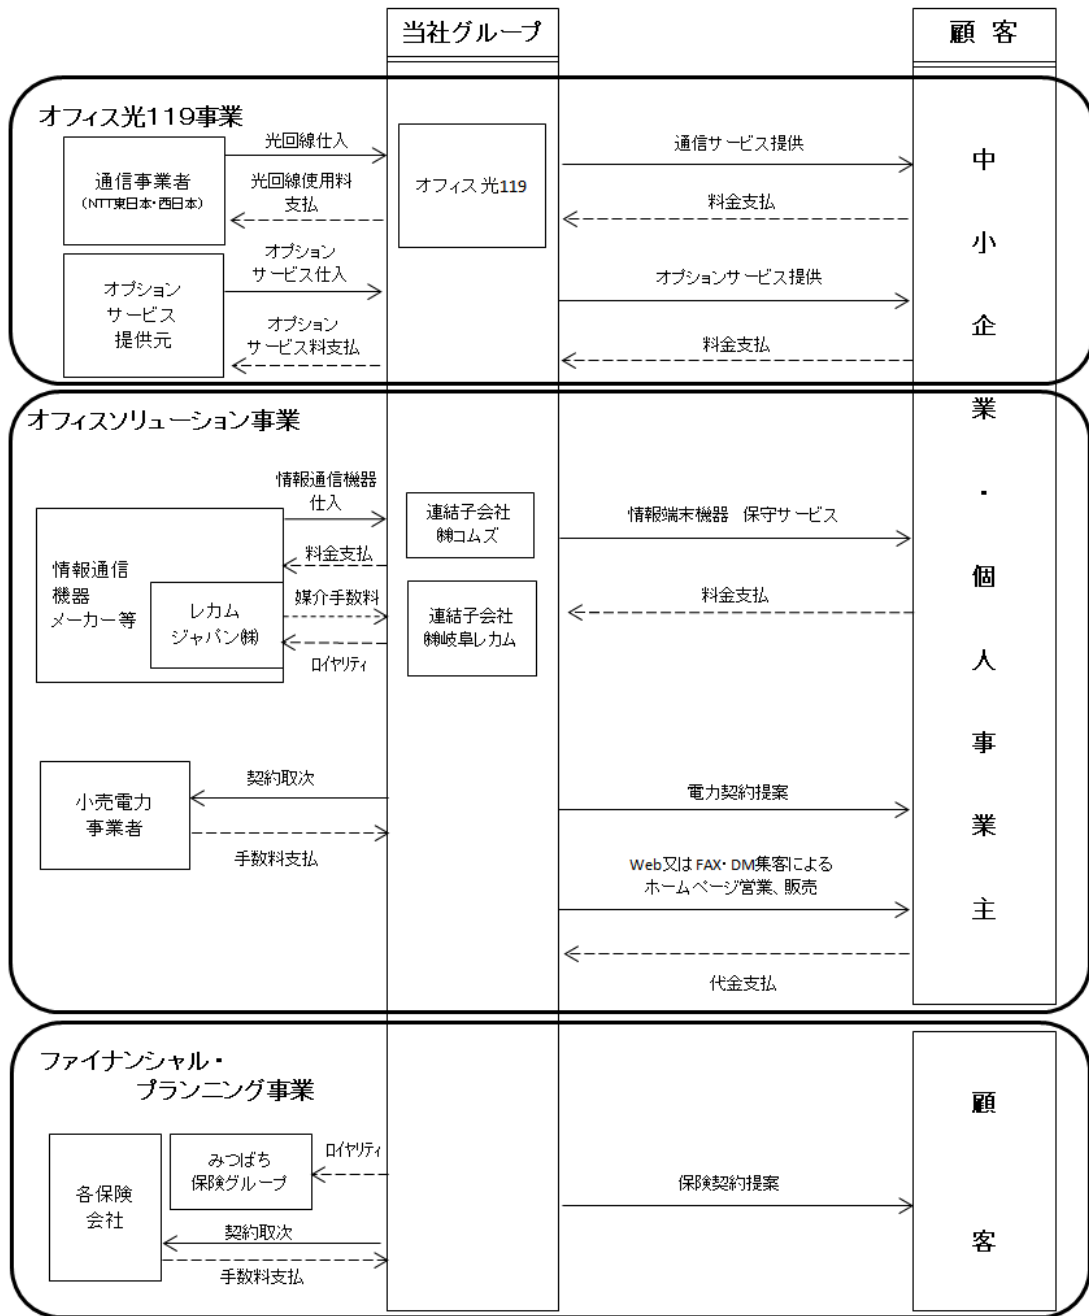 当社グループ
顧 客
オフィス光119事業
通信事業者
(NTT東日本・西日本)
光回線仕入
光回線使用料
支払
オフィス光119
通信サービス提供
料金支払
オプション
サービス
提供元
オプション
サービス仕入
オプション
サービス料支払
オプションサービス提供
料金支払
中小企業・個人事業主
オフィスソリューション事業
情報通信
機器
メーカー等
レカム
ジャパン㈱
情報通信機器
仕入
料金支払
媒介手数料
ロイヤリティ
連結子会社
㈱コムズ
連結子会社
㈱岐阜レカム
情報端末機器 保守サービス
料金支払
小売電力
事業者
契約取次
手数料支払
電力契約提案
Web又はFAX・DM集客による
ホームページ営業、販売
代金支払
ファイナンシャル・
プランニング事業
各保険
会社
みつばち
保険グループ
ロイヤリティ
契約取次
手数料支払
保険契約提案
顧客